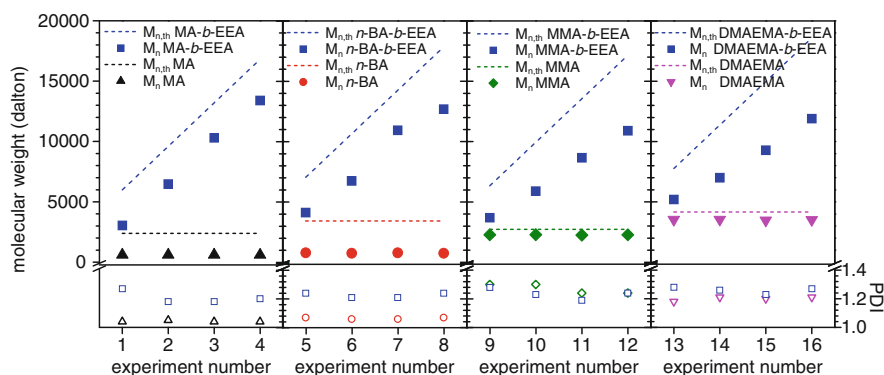 molecular weight (dalton)
20000
15000
10000
5000
0
Mn,th MA-b-EEA
Mn MA-b-EEA
Mn,th MA
Mn MA
Mn,th n-BA-b-EEA
Mn n-BA-b-EEA
Mn,th n-BA
Mn n-BA
Mn,th MMA-b-EEA
Mn MMA-b-EEA
Mn,th MMA
Mn MMA
Mn,th DMAEMA-b-EEA
Mn DMAEMA-b-EEA
Mn,th DMAEMA
Mn DMAEMA
1.4
1.2
1.0
PDI
1 2 3 4
5 6 7 8
9 10 11 12
13 14 15 16
experiment number
experiment number
experiment number
experiment number